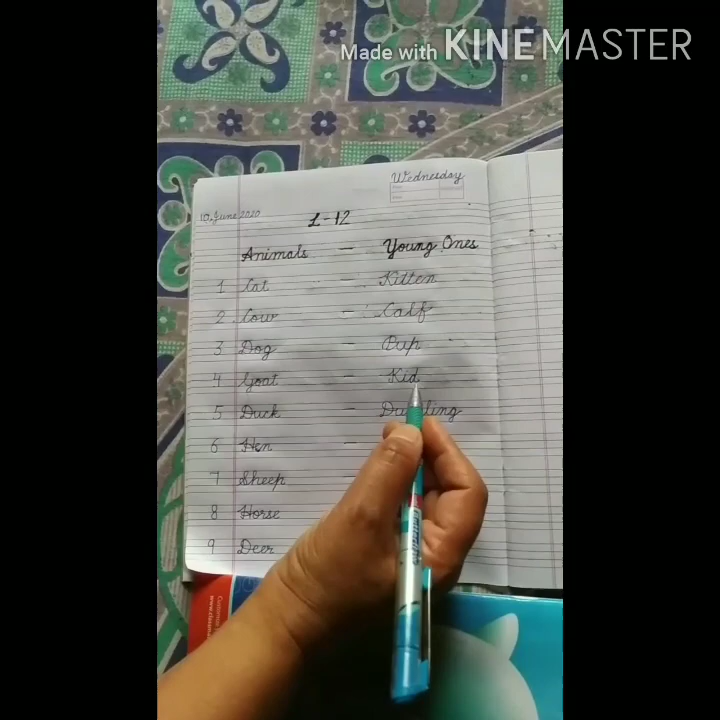 Made with KINEMASTER
Wednesday
10, June 2020
L-12
Animals — Young Ones
1 Cat — Kitten
2 Cow — Calf
3 Dog — Pup
4 Goat — Kid
5 Duck — Duckling
6 Hen —
7 Sheep —
8 Horse
9 Deer